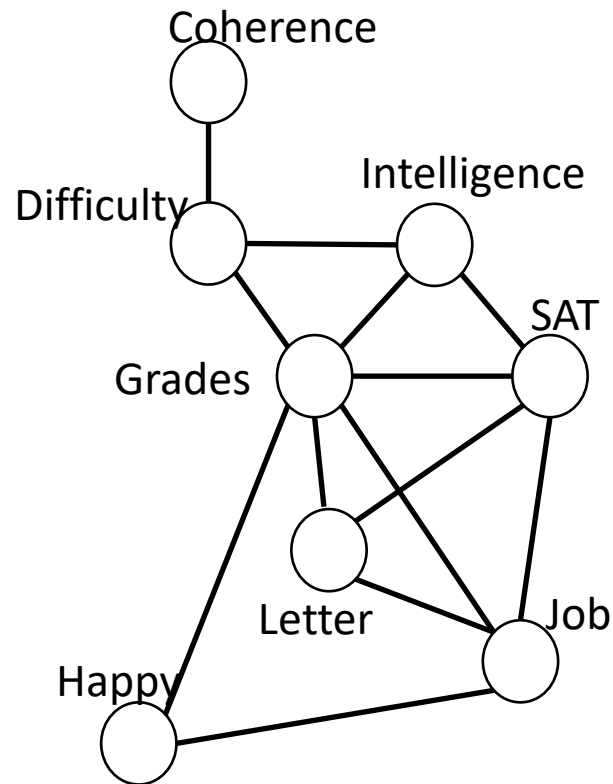 Coherence
Intelligence
Difficulty
SAT
Grades
Letter
Job
Happy